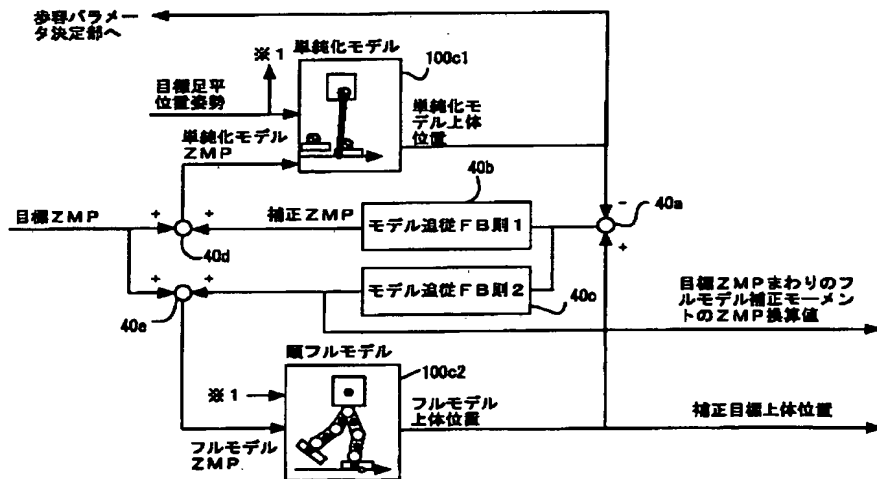 歩容パラメー
タ決定部へ
※1
単純化モデル
100c1
目標足平
位置姿勢
単純化モ
デル上体
位置
単純化モデル
ZMP
40b
- 
40a
目標ZMP
+
+
補正ZMP
モデル追従FB則1
+
40d
+
+
モデル追従FB則2
40c
40e
目標ZMPまわりのフ
ルモデル補正モーメン
トのZMP換算値
順フルモデル
100c2
※1
フルモデル
上体位置
補正目標上体位置
フルモデル
ZMP